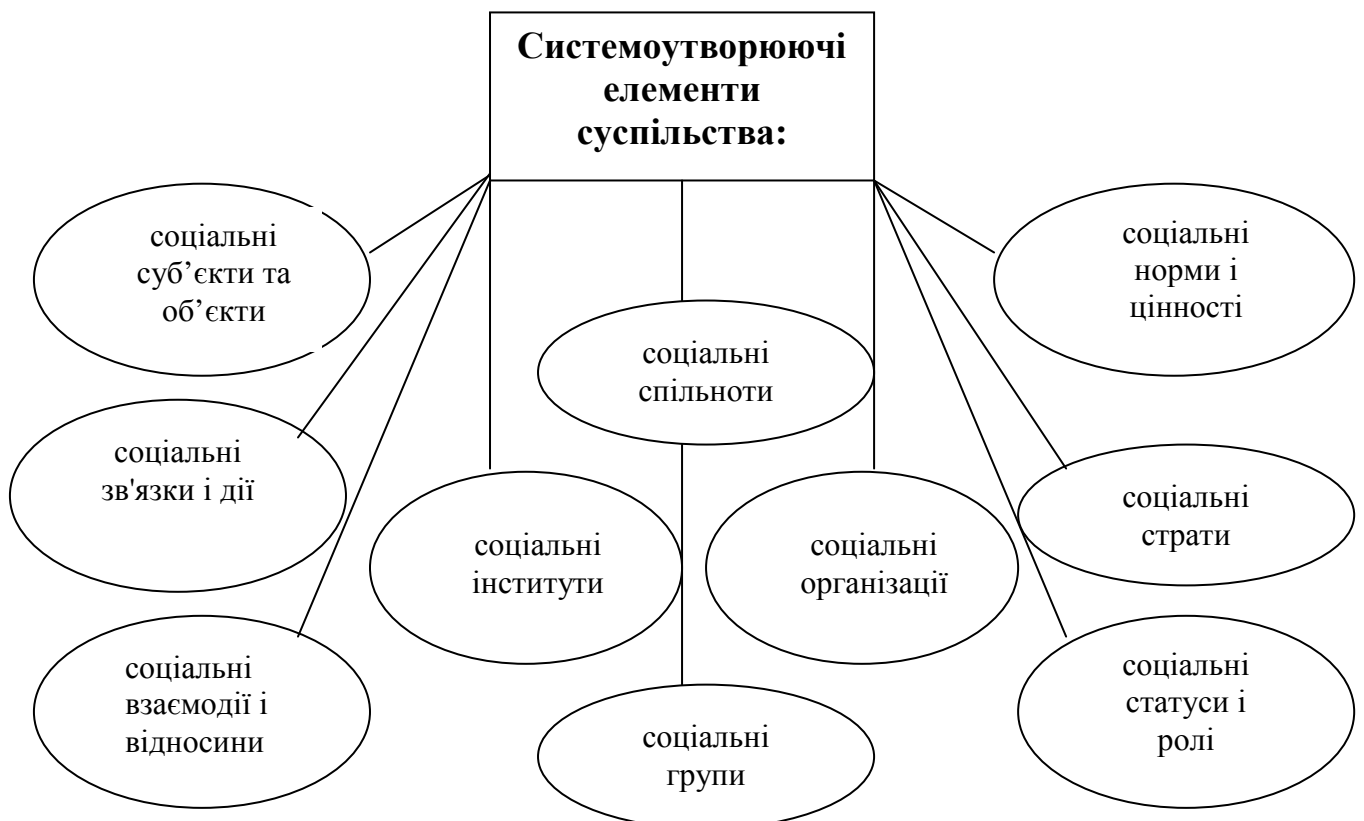 Системоутворюючі
елементи
суспільства:
соціальні
суб’єкти та
об’єкти
соціальні
норми і
цінності
соціальні
спільноти
соціальні
зв'язки і дії
соціальні
страти
соціальні
інститути
соціальні
організації
соціальні
взаємодії і
відносини
соціальні
статуси і
ролі
соціальні
групи